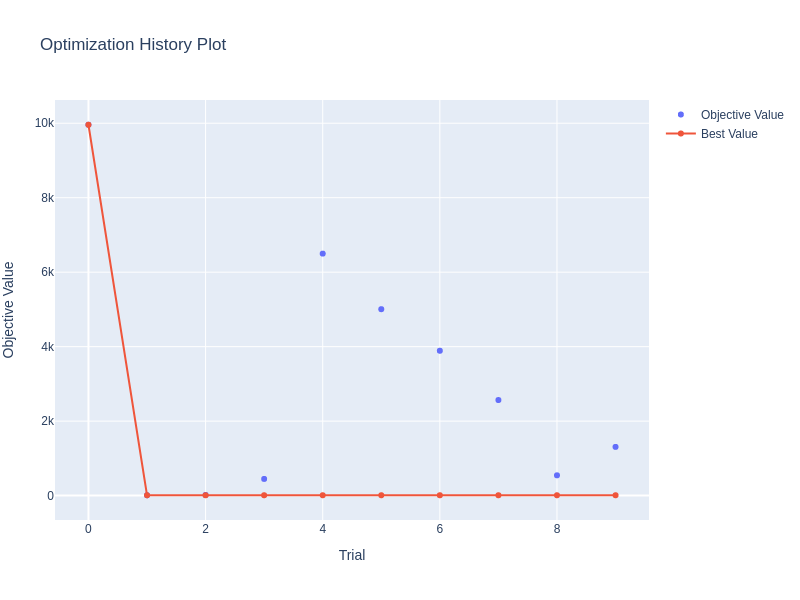 Optimization History Plot
Objective Value
Best Value
10k
8k
6k
4k
2k
0
Objective Value
0 2 4 6 8
Trial